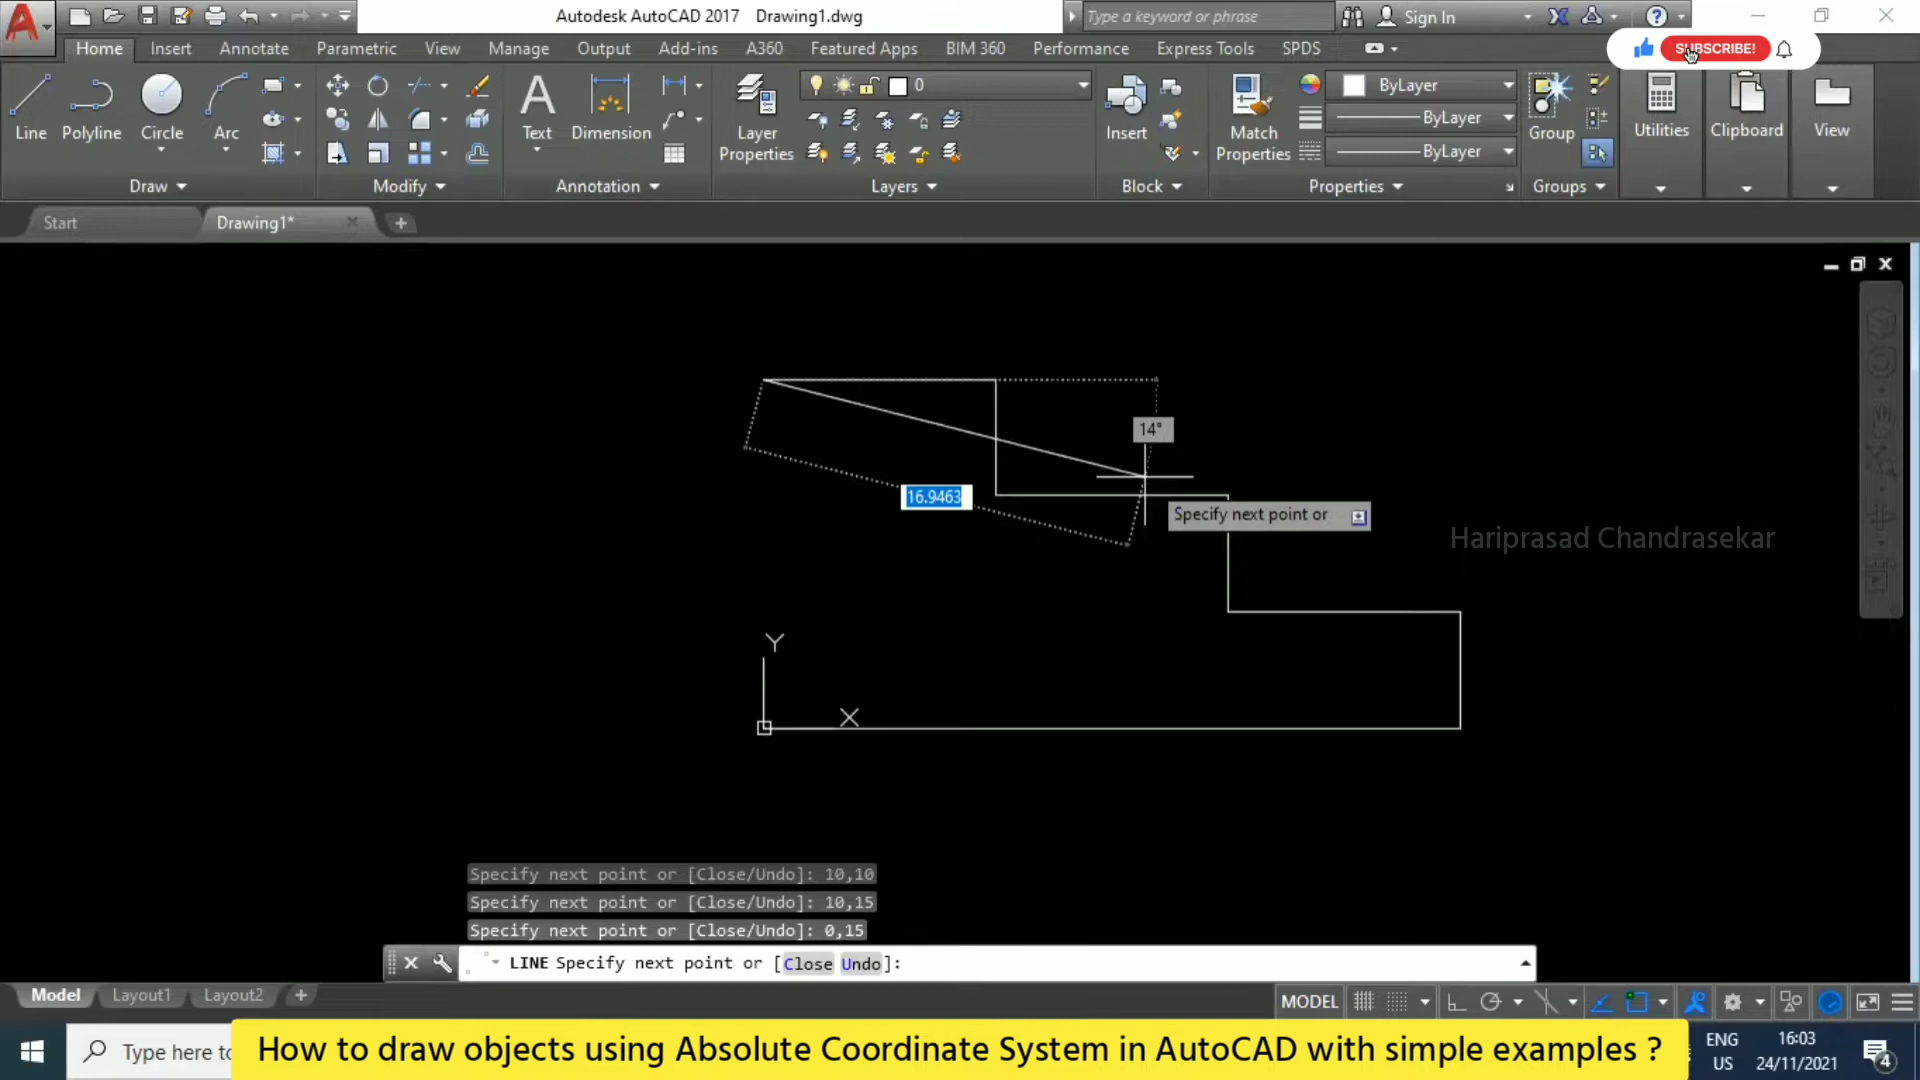 Autodesk AutoCAD 2017 Drawing1.dwg
Type a keyword or phrase
Sign In
Home Insert Annotate Parametric View Manage Output Add-ins A360 Featured Apps BIM 360 Performance Express Tools SPDS
SUBSCRIBE!
Line Polyline Circle Arc
Text Dimension
Layer Properties
0
Insert
Match Properties
ByLayer
ByLayer
ByLayer
Group
Utilities Clipboard View
Draw Modify Annotation Layers Block Properties Groups
Start Drawing1*
14°
16.9463
Specify next point or
Hariprasad Chandrasekar
Y
X
Specify next point or [Close/Undo]: 10,10
Specify next point or [Close/Undo]: 10,15
Specify next point or [Close/Undo]: 0,15
LINE Specify next point or [Close Undo]:
Model Layout1 Layout2
MODEL
Type here to
How to draw objects using Absolute Coordinate System in AutoCAD with simple examples ?
ENG
US
16:03
24/11/2021
4